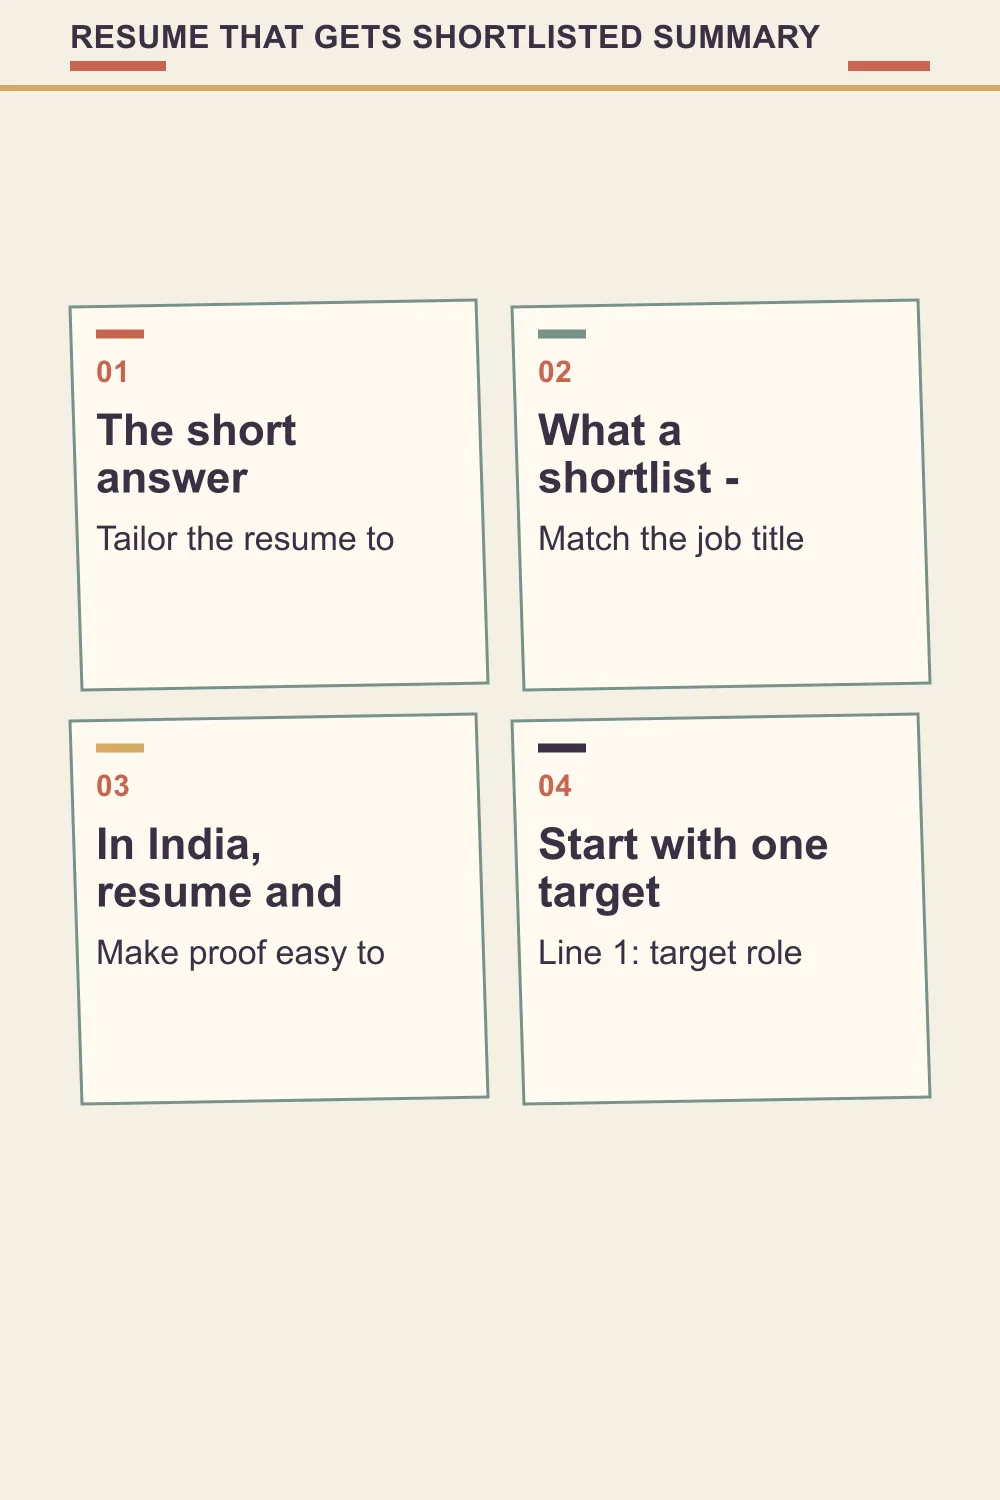 RESUME THAT GETS SHORTLISTED SUMMARY
01
The short
answer
Tailor the resume to
02
What a
shortlist -
Match the job title
03
In India,
resume and
Make proof easy to
04
Start with one
target
Line 1: target role